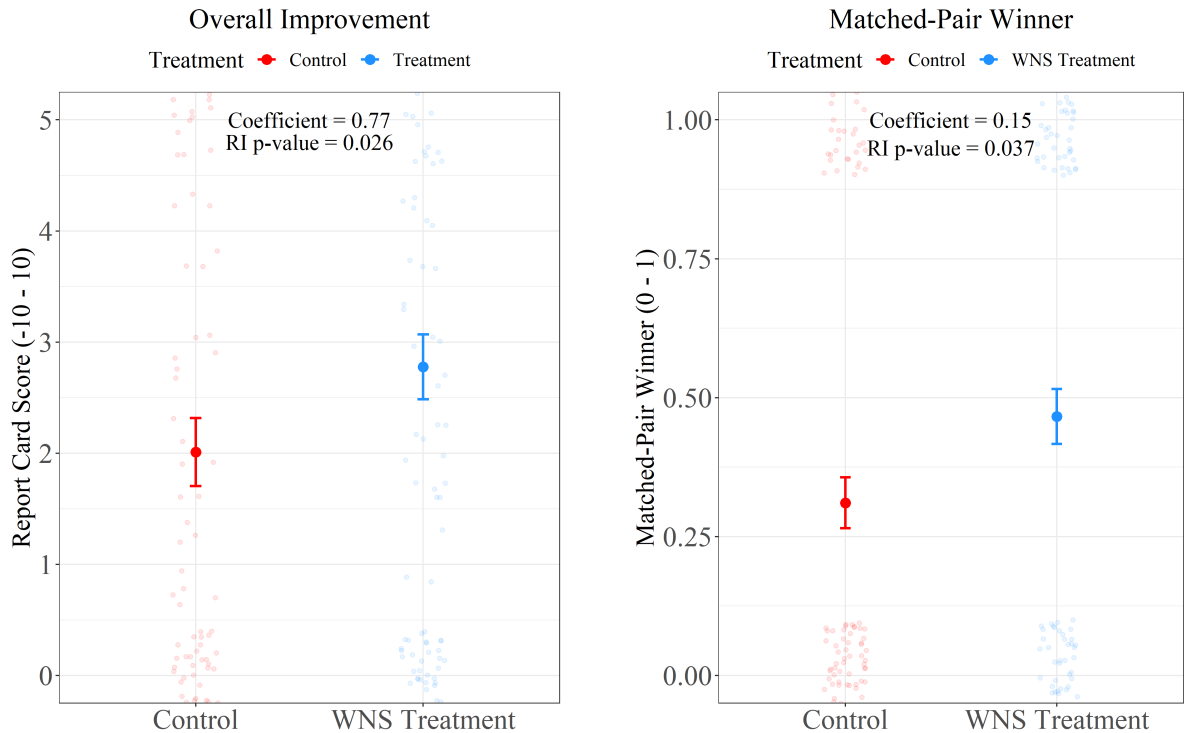 Overall Improvement
Treatment Control Treatment
Coefficient = 0.77
RI p-value = 0.026
Report Card Score (-10 - 10)
5
4
3
2
1
0
Control WNS Treatment
Matched-Pair Winner
Treatment Control WNS Treatment
Coefficient = 0.15
RI p-value = 0.037
Matched-Pair Winner (0 - 1)
1.00
0.75
0.50
0.25
0.00
Control WNS Treatment